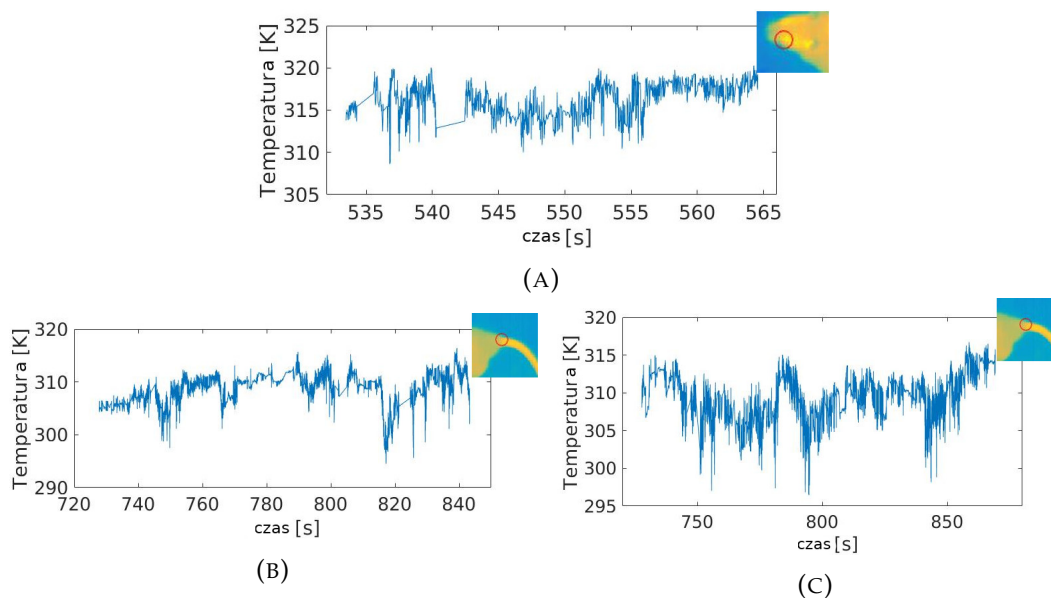 Temperatura [K]
325
320
315
310
305
535 540 545 550 555 560 565
czas [s]
(A)
Temperatura [K]
320
310
300
290
720 740 760 780 800 820 840
czas [s]
(B)
Temperatura [K]
320
315
310
305
300
295
750 800 850
czas [s]
(C)